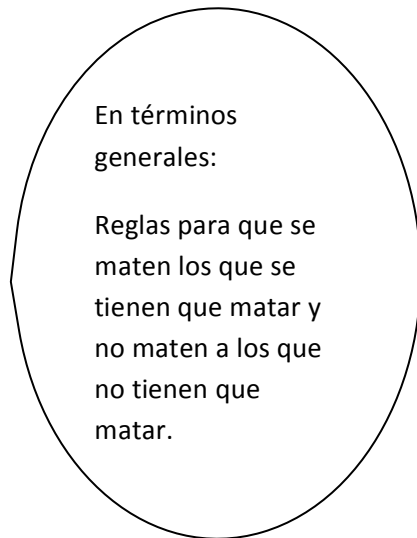 En términos
generales:
Reglas para que se
maten los que se
tienen que matar y
no maten a los que
no tienen que
matar.